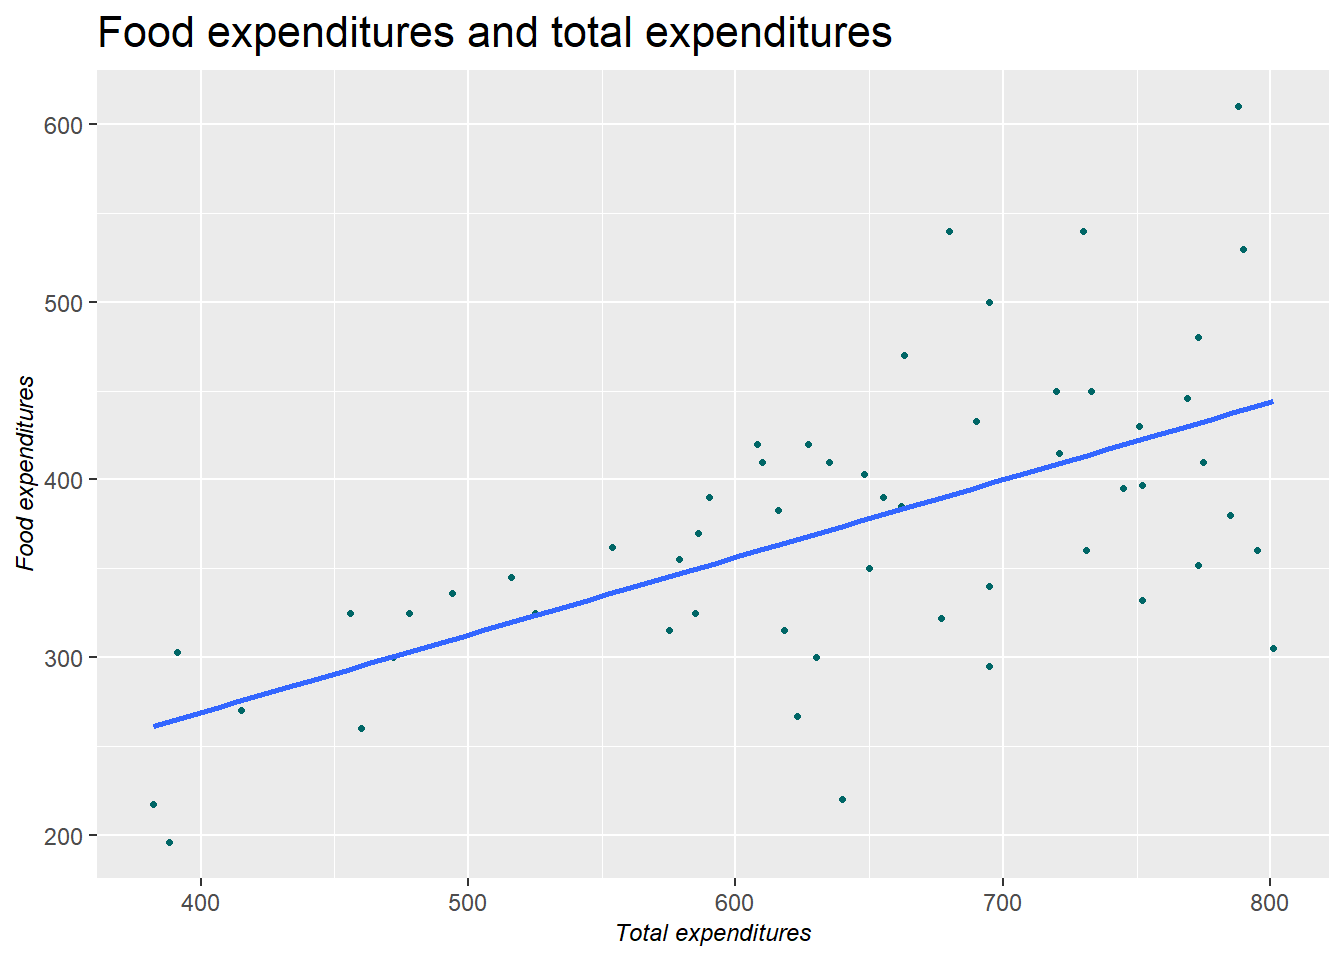 Food expenditures and total expenditures
600
500
400
300
200
Food expenditures
400 500 600 700 800
Total expenditures